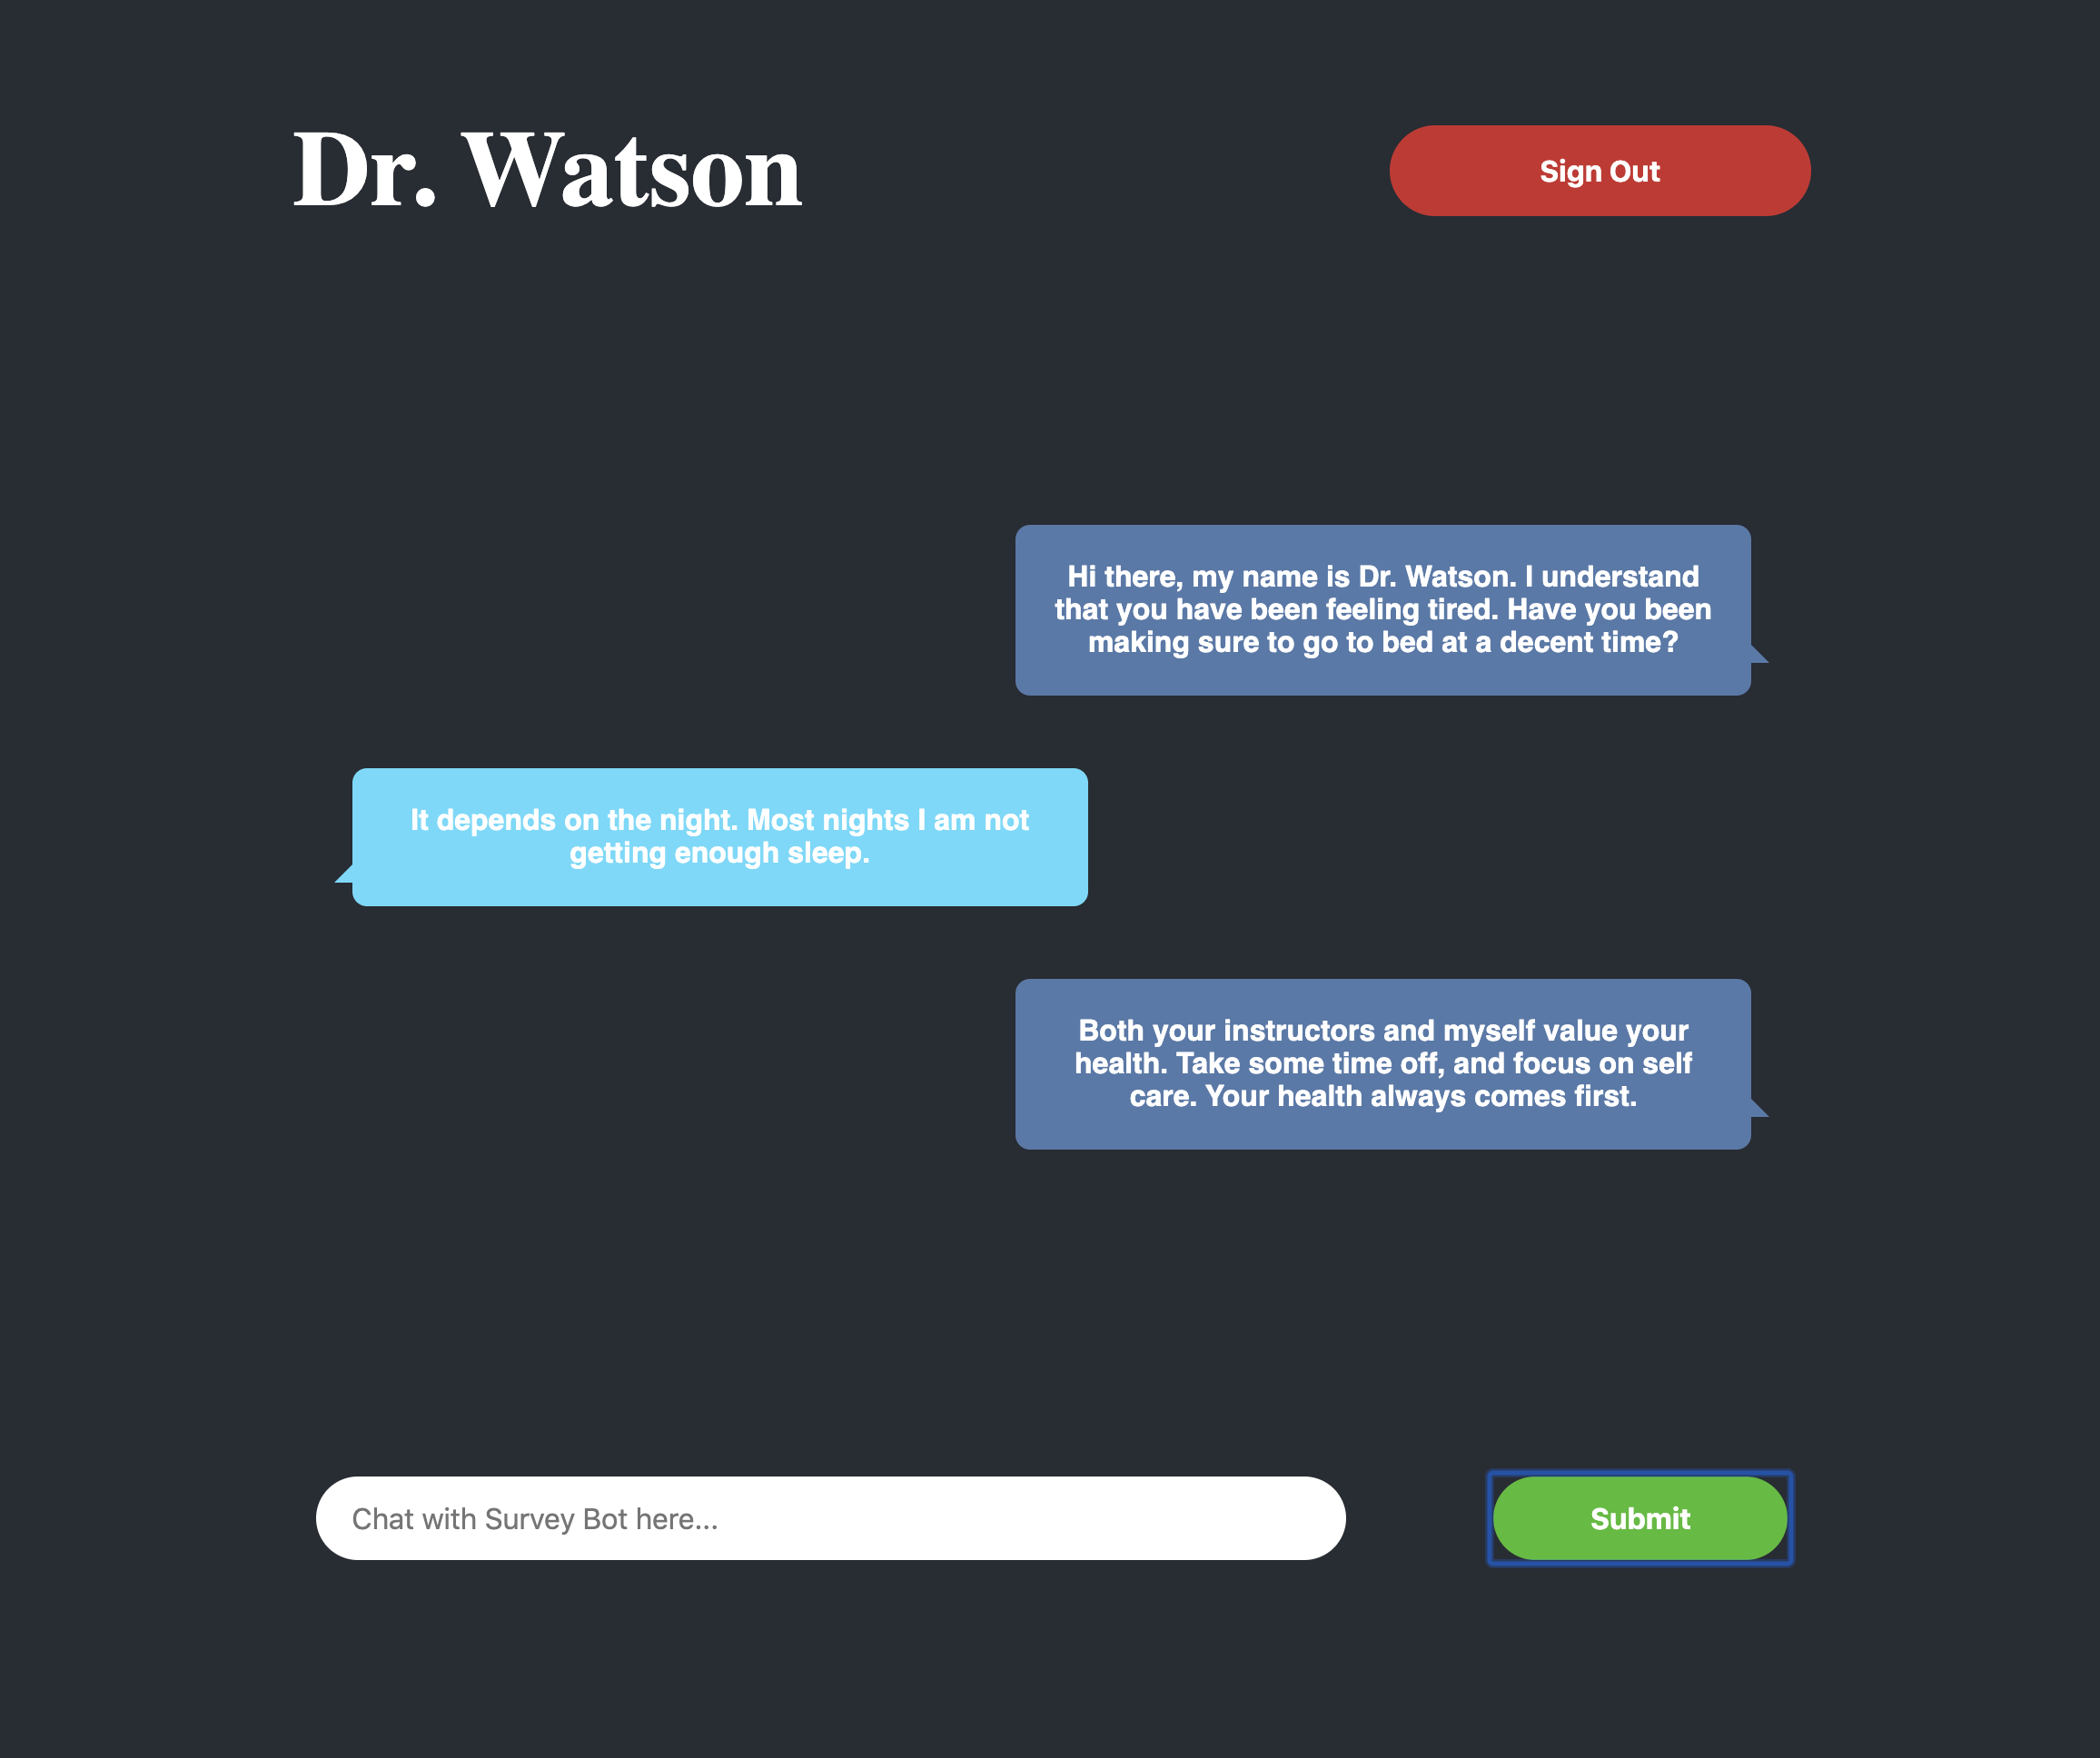 Dr. Watson
Sign Out
Hi there, my name is Dr. Watson. I understand
that you have been feeling tired. Have you been
making sure to go to bed at a decent time?
It depends on the night. Most nights I am not
getting enough sleep.
Both your instructors and myself value your
health. Take some time off, and focus on self
care. Your health always comes first.
Chat with Survey Bot here...
Submit